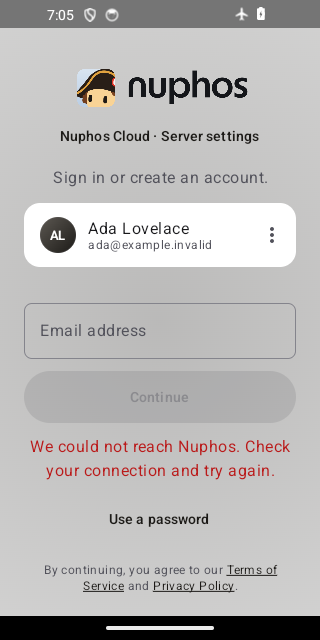 7:05
nuphos
Nuphos Cloud · Server settings
Sign in or create an account.
AL
Ada Lovelace
ada@example.invalid
Email address
Continue
We could not reach Nuphos. Check
your connection and try again.
Use a password
By continuing, you agree to our Terms of
Service and Privacy Policy.